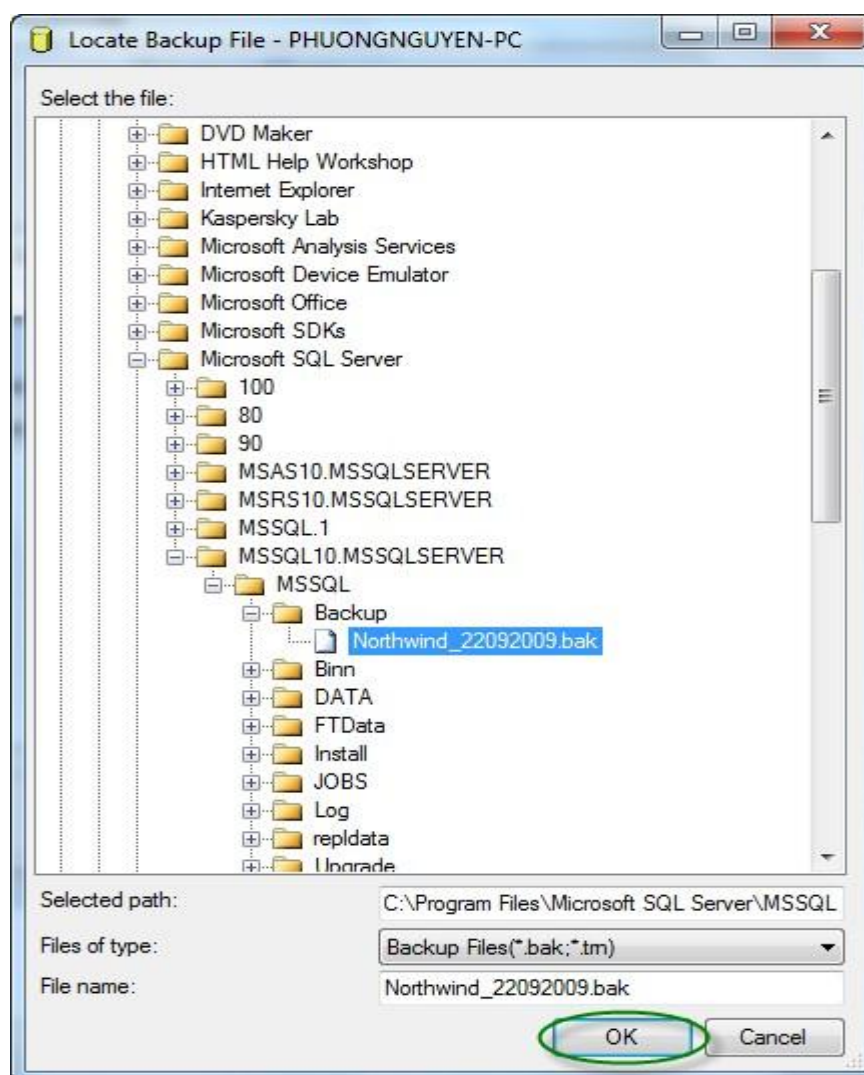 Locate Backup File - PHUONGNGUYEN-PC
Select the file:
DVD Maker
HTML Help Workshop
Internet Explorer
Kaspersky Lab
Microsoft Analysis Services
Microsoft Device Emulator
Microsoft Office
Microsoft SDKs
Microsoft SQL Server
100
80
90
MSAS10.MSSQLSERVER
MSRS10.MSSQLSERVER
MSSQL.1
MSSQL10.MSSQLSERVER
MSSQL
Backup
Northwind_22092009.bak
Binn
DATA
FTData
Install
JOBS
Log
repldata
Upgrade
Selected path: C:\Program Files\Microsoft SQL Server\MSSQL
Files of type: Backup Files(*.bak;*.trn)
File name: Northwind_22092009.bak
OK Cancel